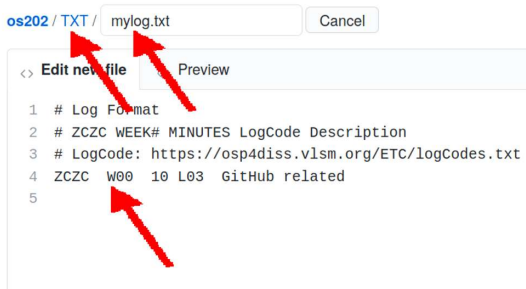 os202 / TXT / mylog.txt Cancel
<> Edit new file Preview
1 # Log Format
2 # ZCZC WEEK# MINUTES LogCode Description
3 # LogCode: https://osp4diss.vlsm.org/ETC/logCodes.txt
4 ZCZC W00 10 L03 GitHub related
5